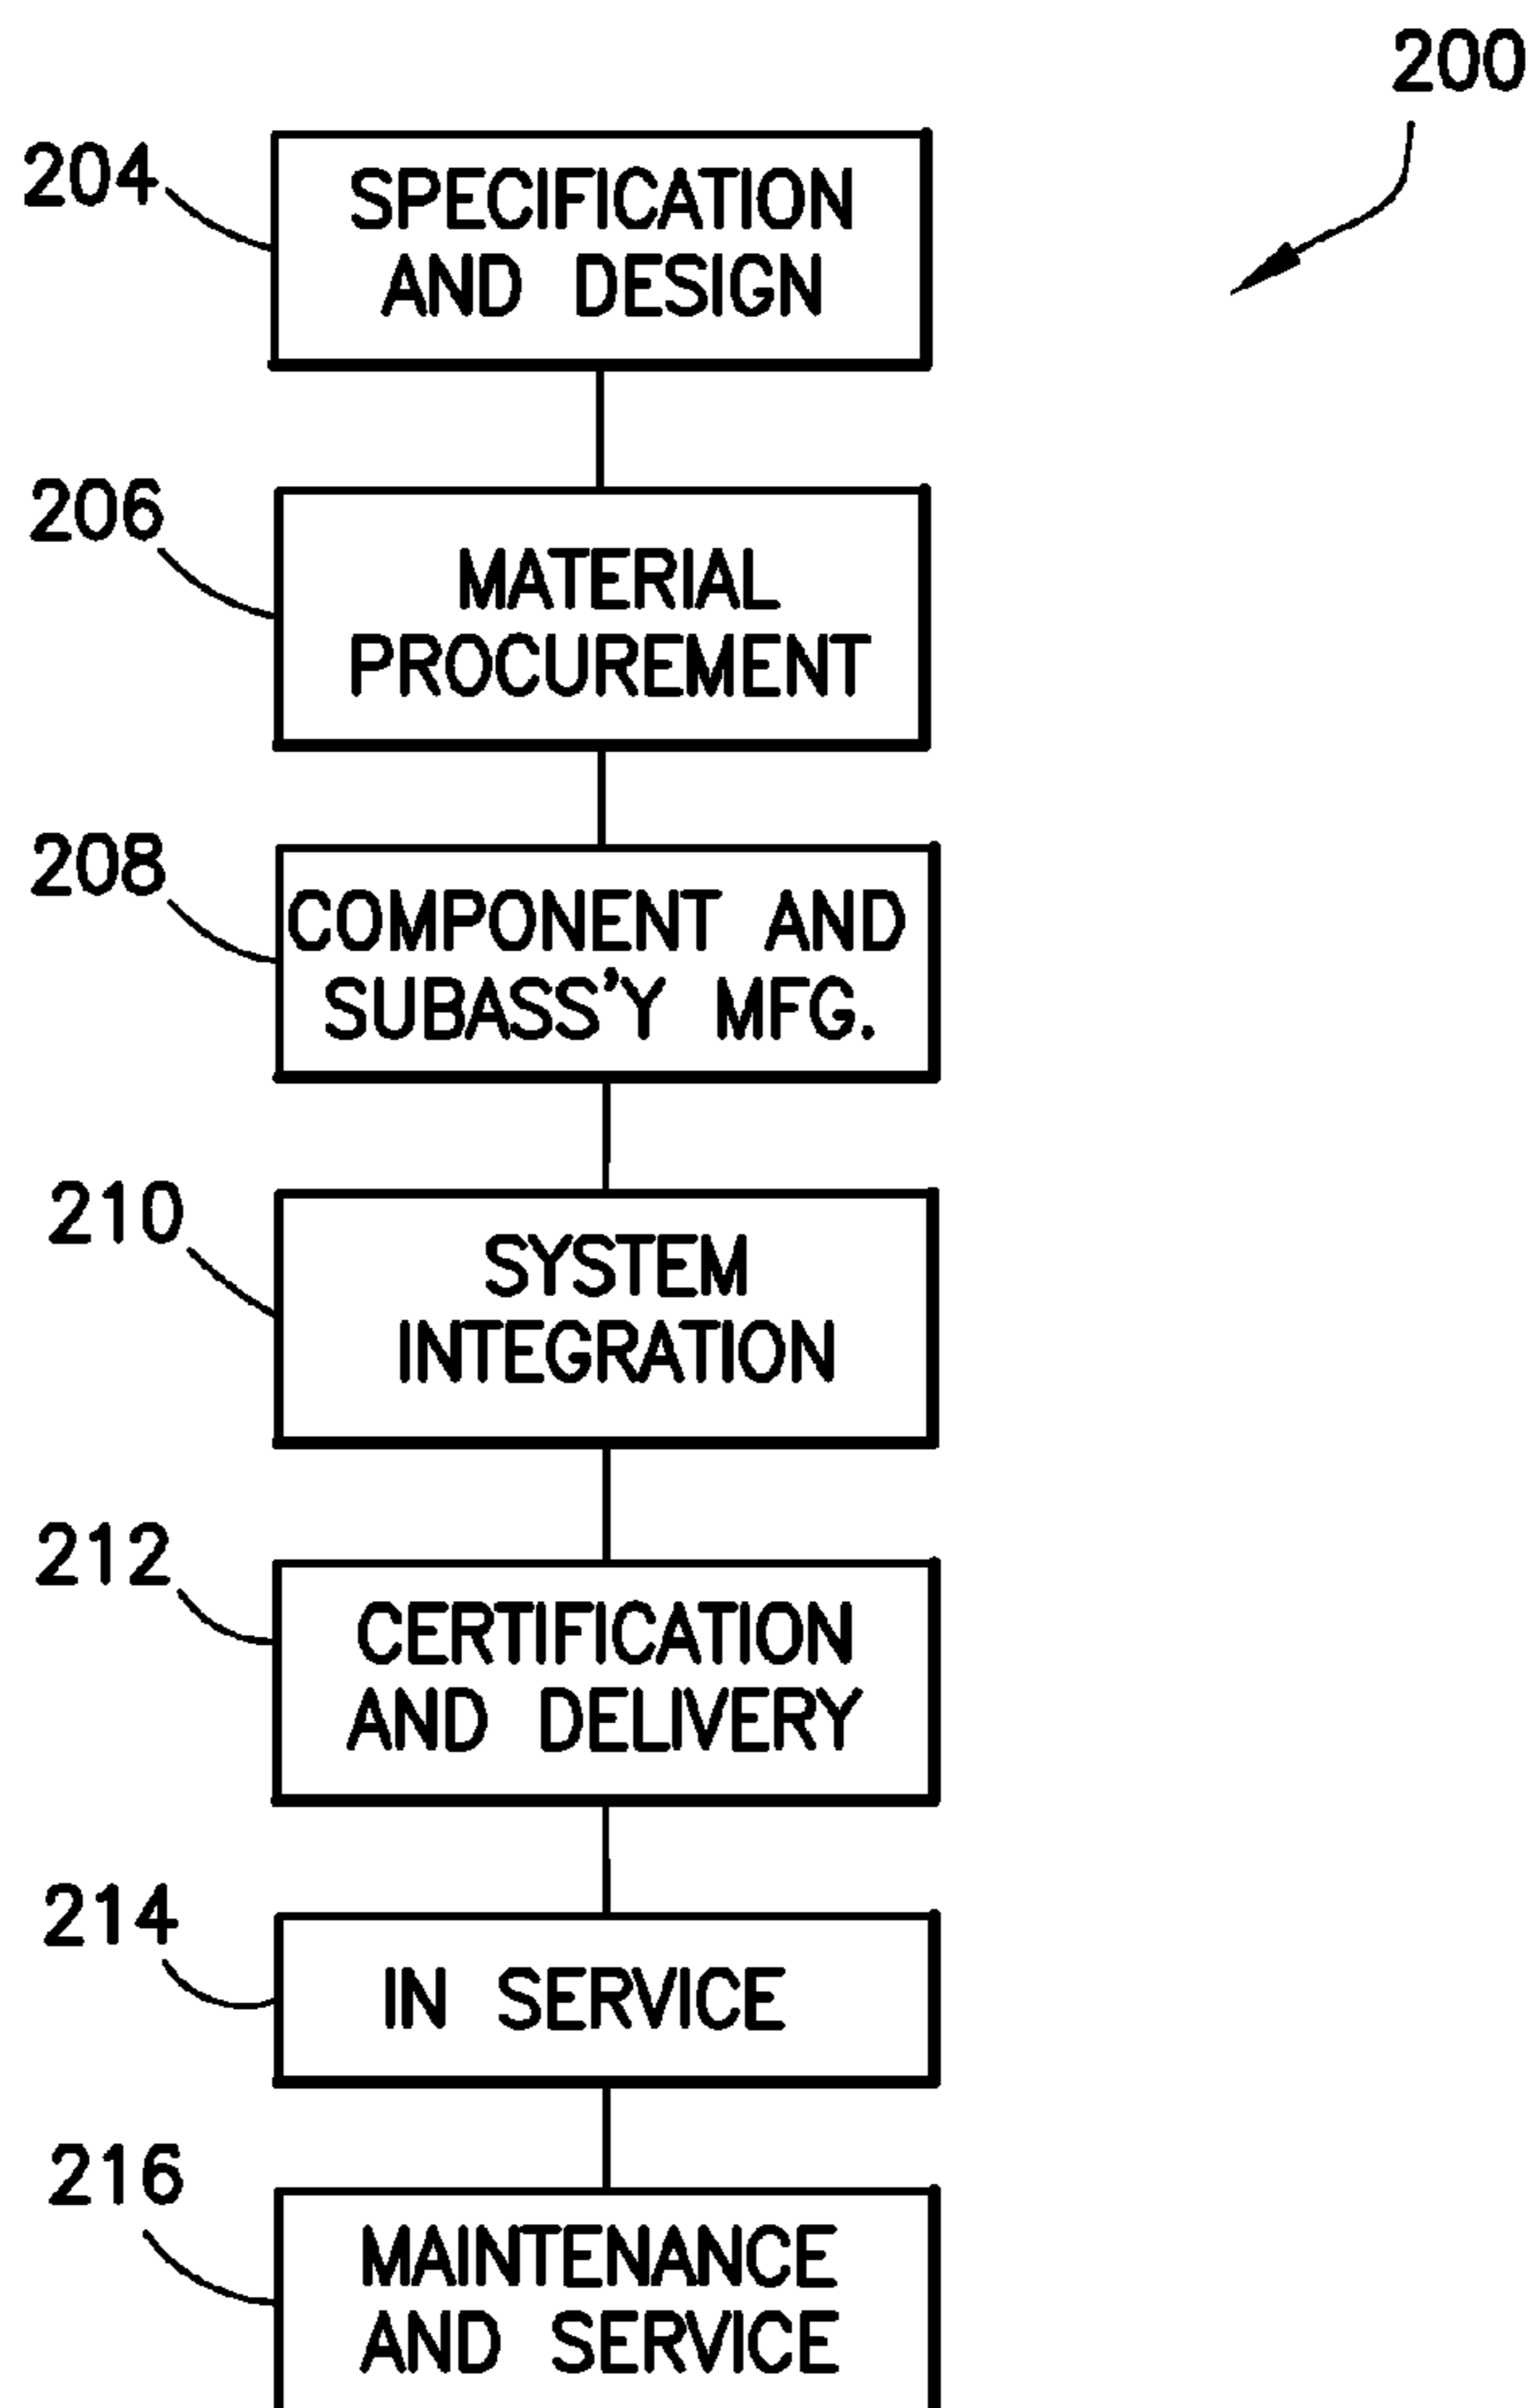 200
204
SPECIFICATION
AND DESIGN
206
MATERIAL
PROCUREMENT
208
COMPONENT AND
SUBASS'Y MFG.
210
SYSTEM
INTEGRATION
212
CERTIFICATION
AND DELIVERY
214
IN SERVICE
216
MAINTENANCE
AND SERVICE